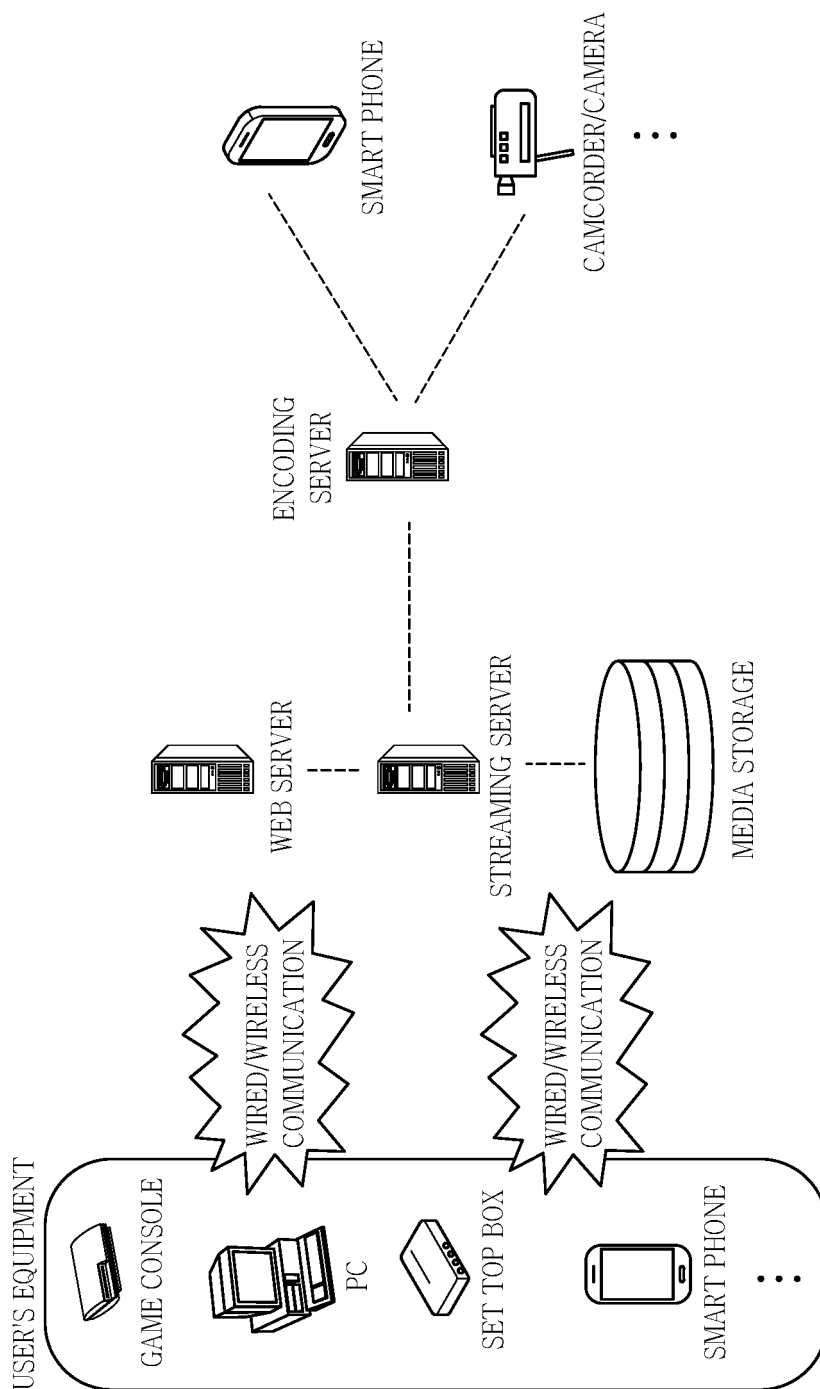 USER'S EQUIPMENT
GAME CONSOLE
PC
SET TOP BOX
SMART PHONE
WIRED/WIRELESS
COMMUNICATION
WIRED/WIRELESS
COMMUNICATION
WEB SERVER
STREAMING SERVER
MEDIA STORAGE
ENCODING
SERVER
SMART PHONE
CAMCORDER/CAMERA